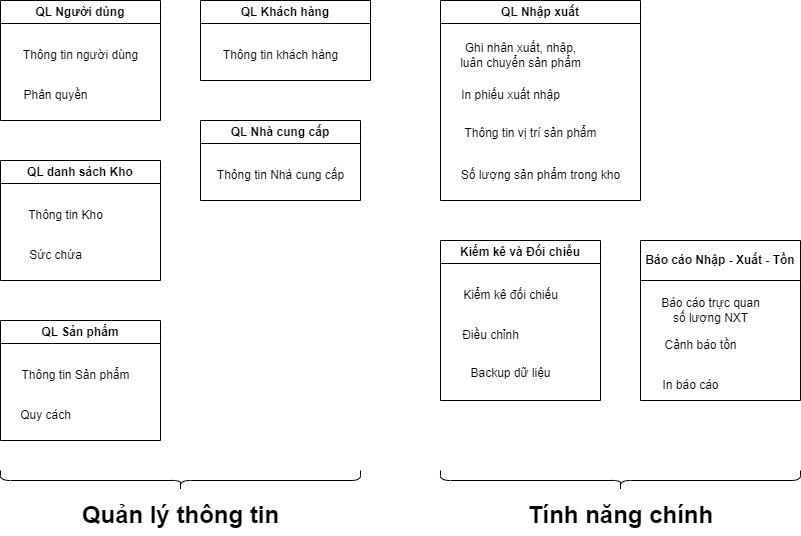 QL Người dùng
Thông tin người dùng
Phân quyền
QL Khách hàng
Thông tin khách hàng
QL Nhà cung cấp
Thông tin Nhà cung cấp
QL danh sách Kho
Thông tin Kho
Sức chứa
QL Sản phẩm
Thông tin Sản phẩm
Quy cách
Quản lý thông tin
QL Nhập xuất
Ghi nhân xuất, nhập,
luân chuyển sản phẩm
In phiếu xuất nhập
Thông tin vị trí sản phẩm
Số lượng sản phẩm trong kho
Kiểm kê và Đối chiếu
Kiểm kê đối chiếu
Điều chỉnh
Backup dữ liệu
Báo cáo Nhập - Xuất - Tồn
Báo cáo trực quan
số lượng NXT
Cảnh báo tồn
In báo cáo
Tính năng chính